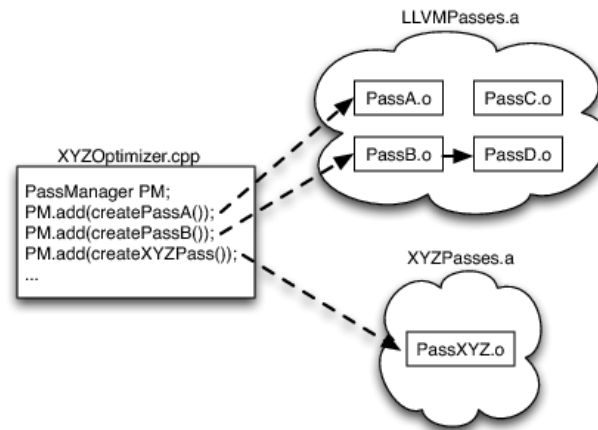 LLVMPasses.a
PassA.o
PassC.o
PassB.o
PassD.o
XYZOptimizer.cpp
PassManager PM;
PM.add(createPassA());
PM.add(createPassB());
PM.add(createXYZPass());
...
XYZPasses.a
PassXYZ.o